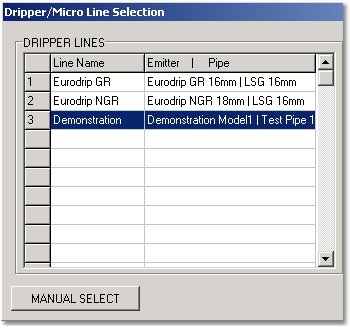 Dripper/Micro Line Selection
DRIPPER LINES
Line Name Emitter | Pipe
1 Eurodrip GR Eurodrip GR 16mm | LSG 16mm
2 Eurodrip NGR Eurodrip NGR 18mm | LSG 16mm
3 Demonstration Demonstration Model1 | Test Pipe 1
MANUAL SELECT